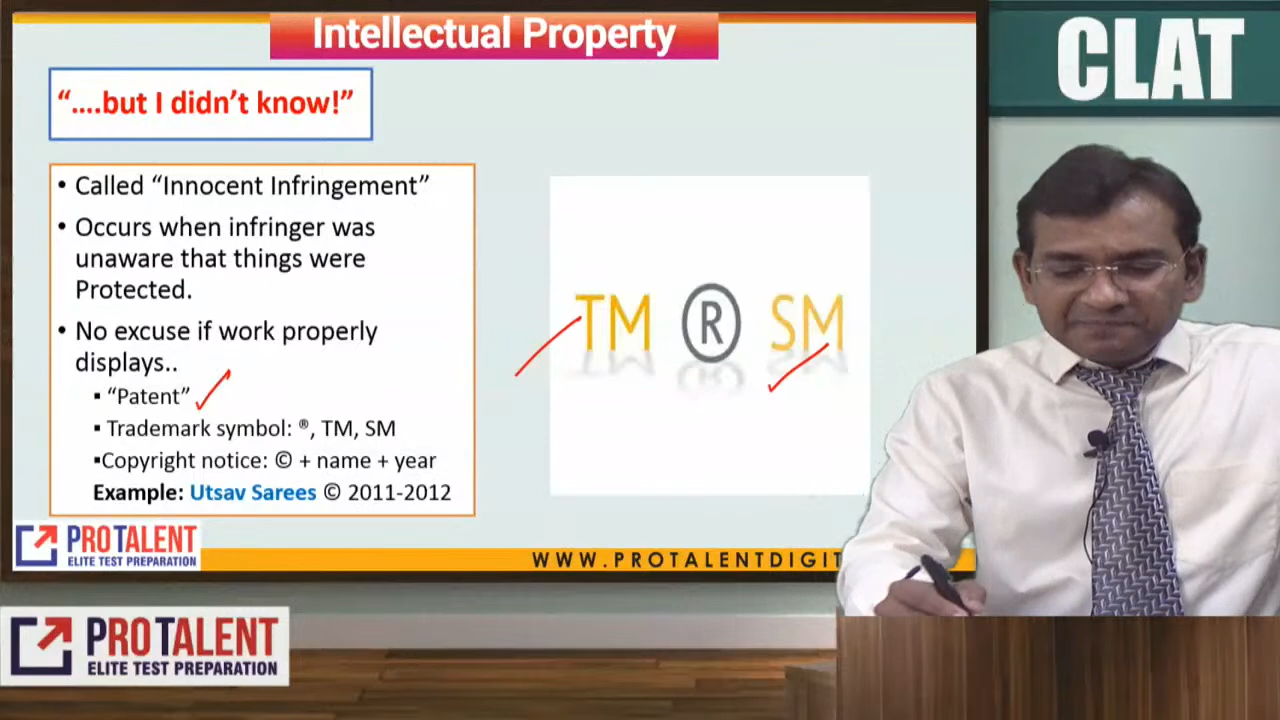 Intellectual Property
CLAT
“....but I didn’t know!”
• Called “Innocent Infringement”
• Occurs when infringer was
unaware that things were
Protected.
• No excuse if work properly
displays..
▪ “Patent”
▪ Trademark symbol: ®, TM, SM
▪Copyright notice: © + name + year
Example: Utsav Sarees © 2011-2012
TM ® SM
PROTALENT
ELITE TEST PREPARATION
WWW.PROTALENTDIGIT
PROTALENT
ELITE TEST PREPARATION